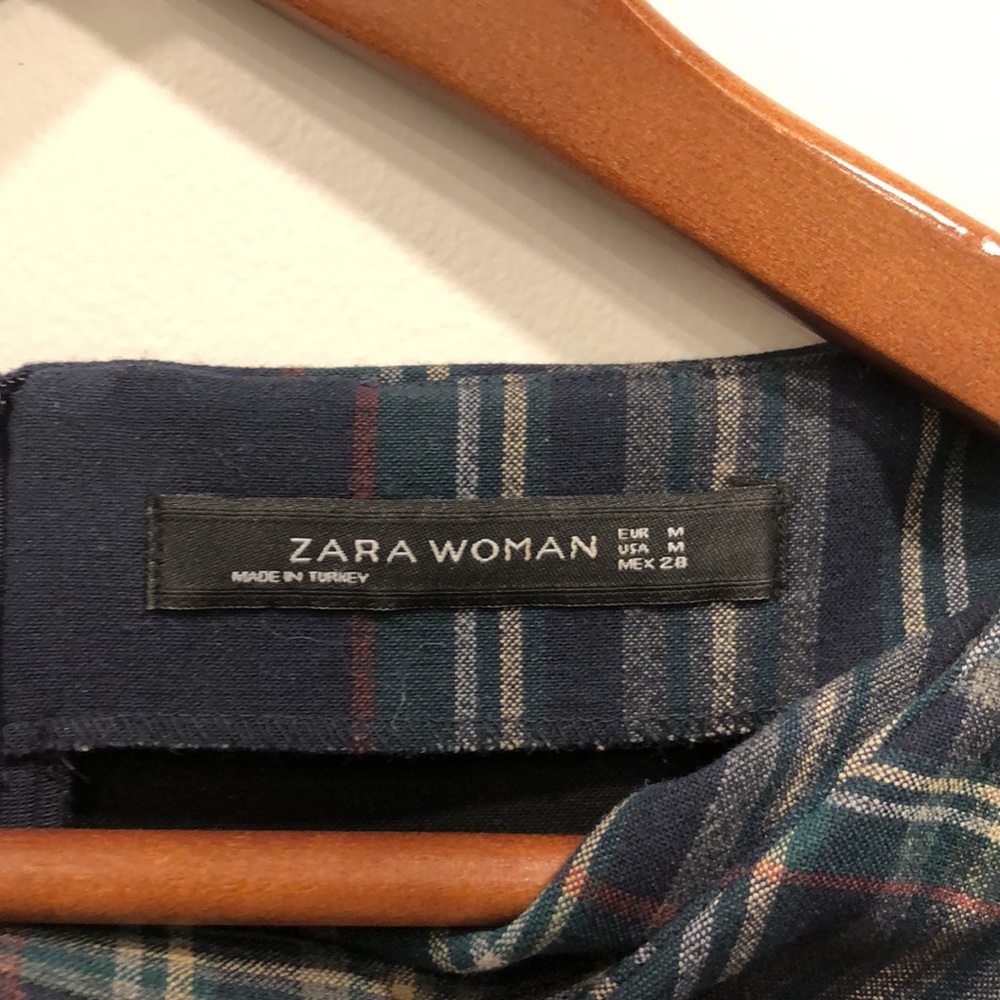 ZARA WOMAN
MADE IN TURKEY
EUR M
USA M
MEX 28